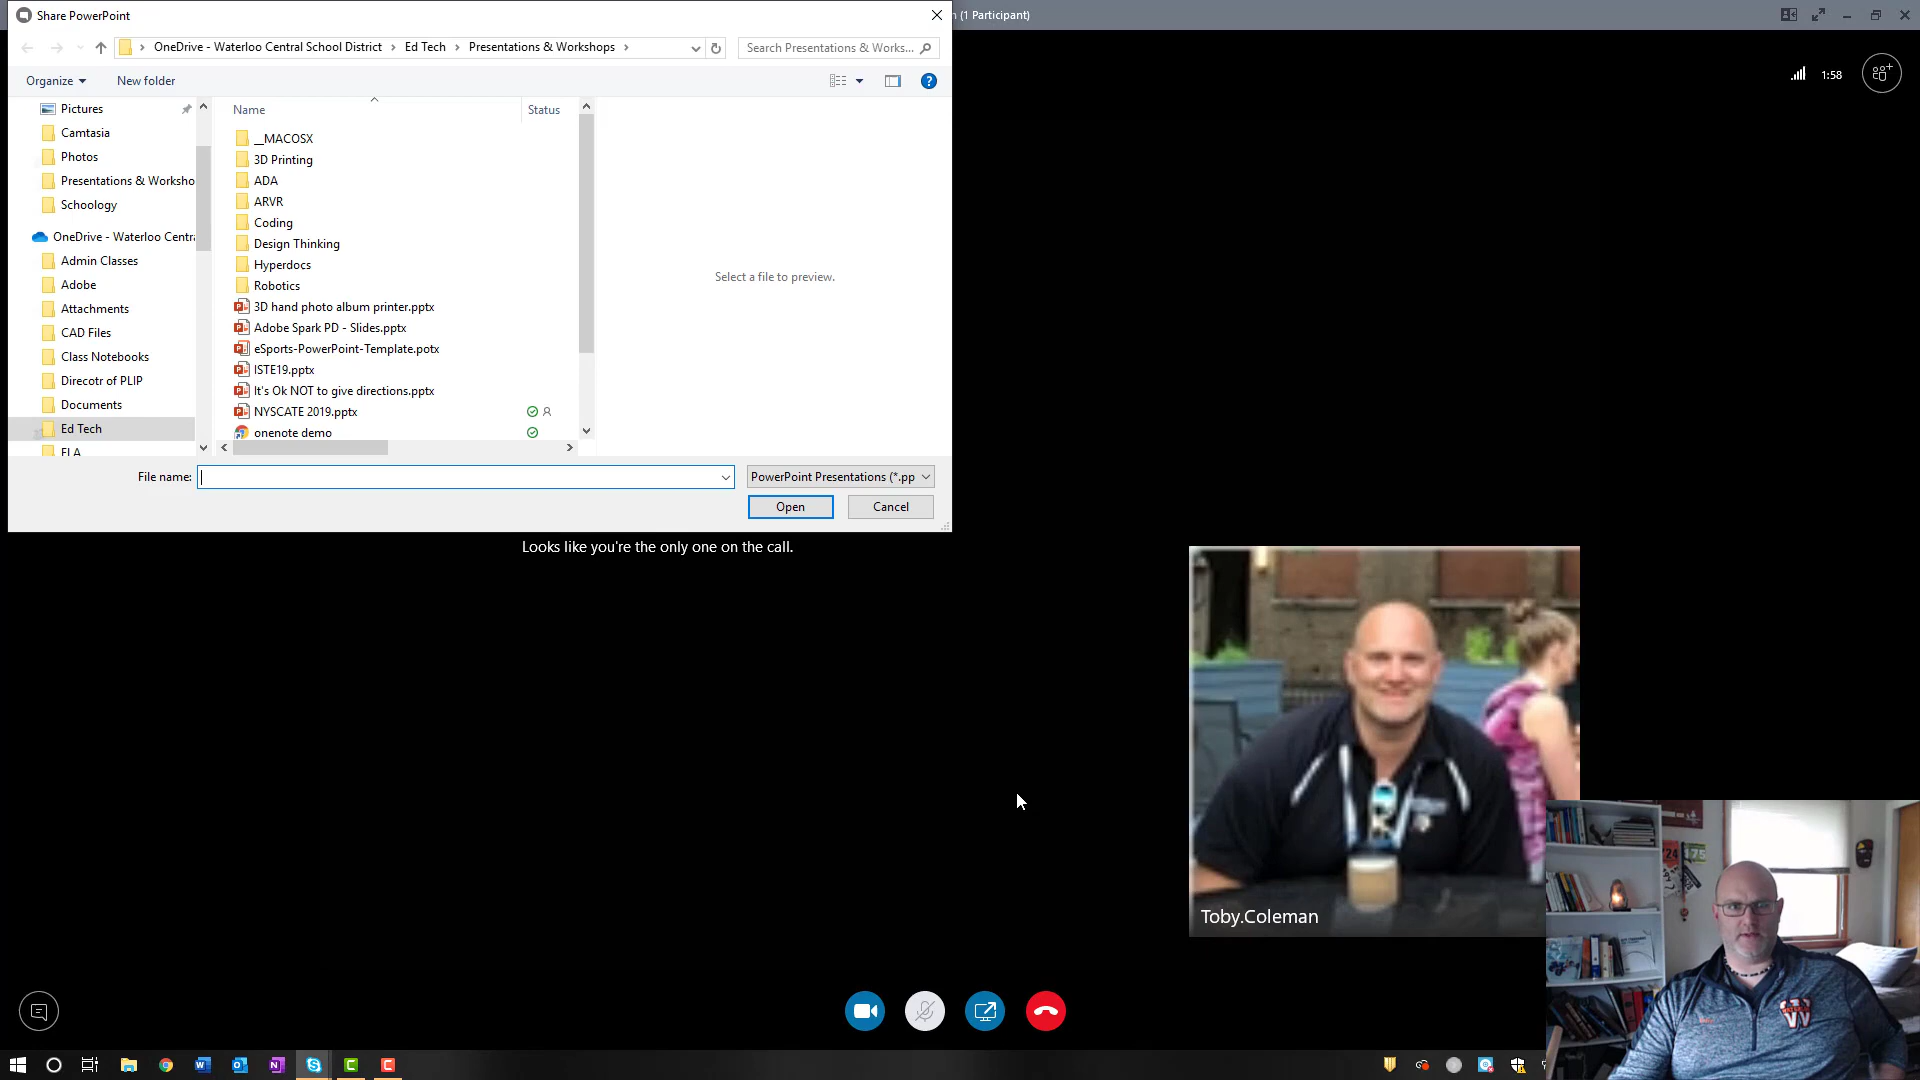 Share PowerPoint
(1 Participant)
OneDrive - Waterloo Central School District
Ed Tech
Presentations & Workshops
Search Presentations & Works...
Organize
New folder
1:58
Pictures
Camtasia
Photos
Presentations & Worksho
Schoology
OneDrive - Waterloo Centr
Admin Classes
Adobe
Attachments
CAD Files
Class Notebooks
Direcotr of PLIP
Documents
Ed Tech
ELA
Name
Status
__MACOSX
3D Printing
ADA
ARVR
Coding
Design Thinking
Hyperdocs
Robotics
3D hand photo album printer.pptx
Adobe Spark PD - Slides.pptx
eSports-PowerPoint-Template.potx
ISTE19.pptx
It's Ok NOT to give directions.pptx
NYSCATE 2019.pptx
onenote demo
Select a file to preview.
File name:
PowerPoint Presentations (*.pp
Open
Cancel
Looks like you're the only one on the call.
Toby.Coleman